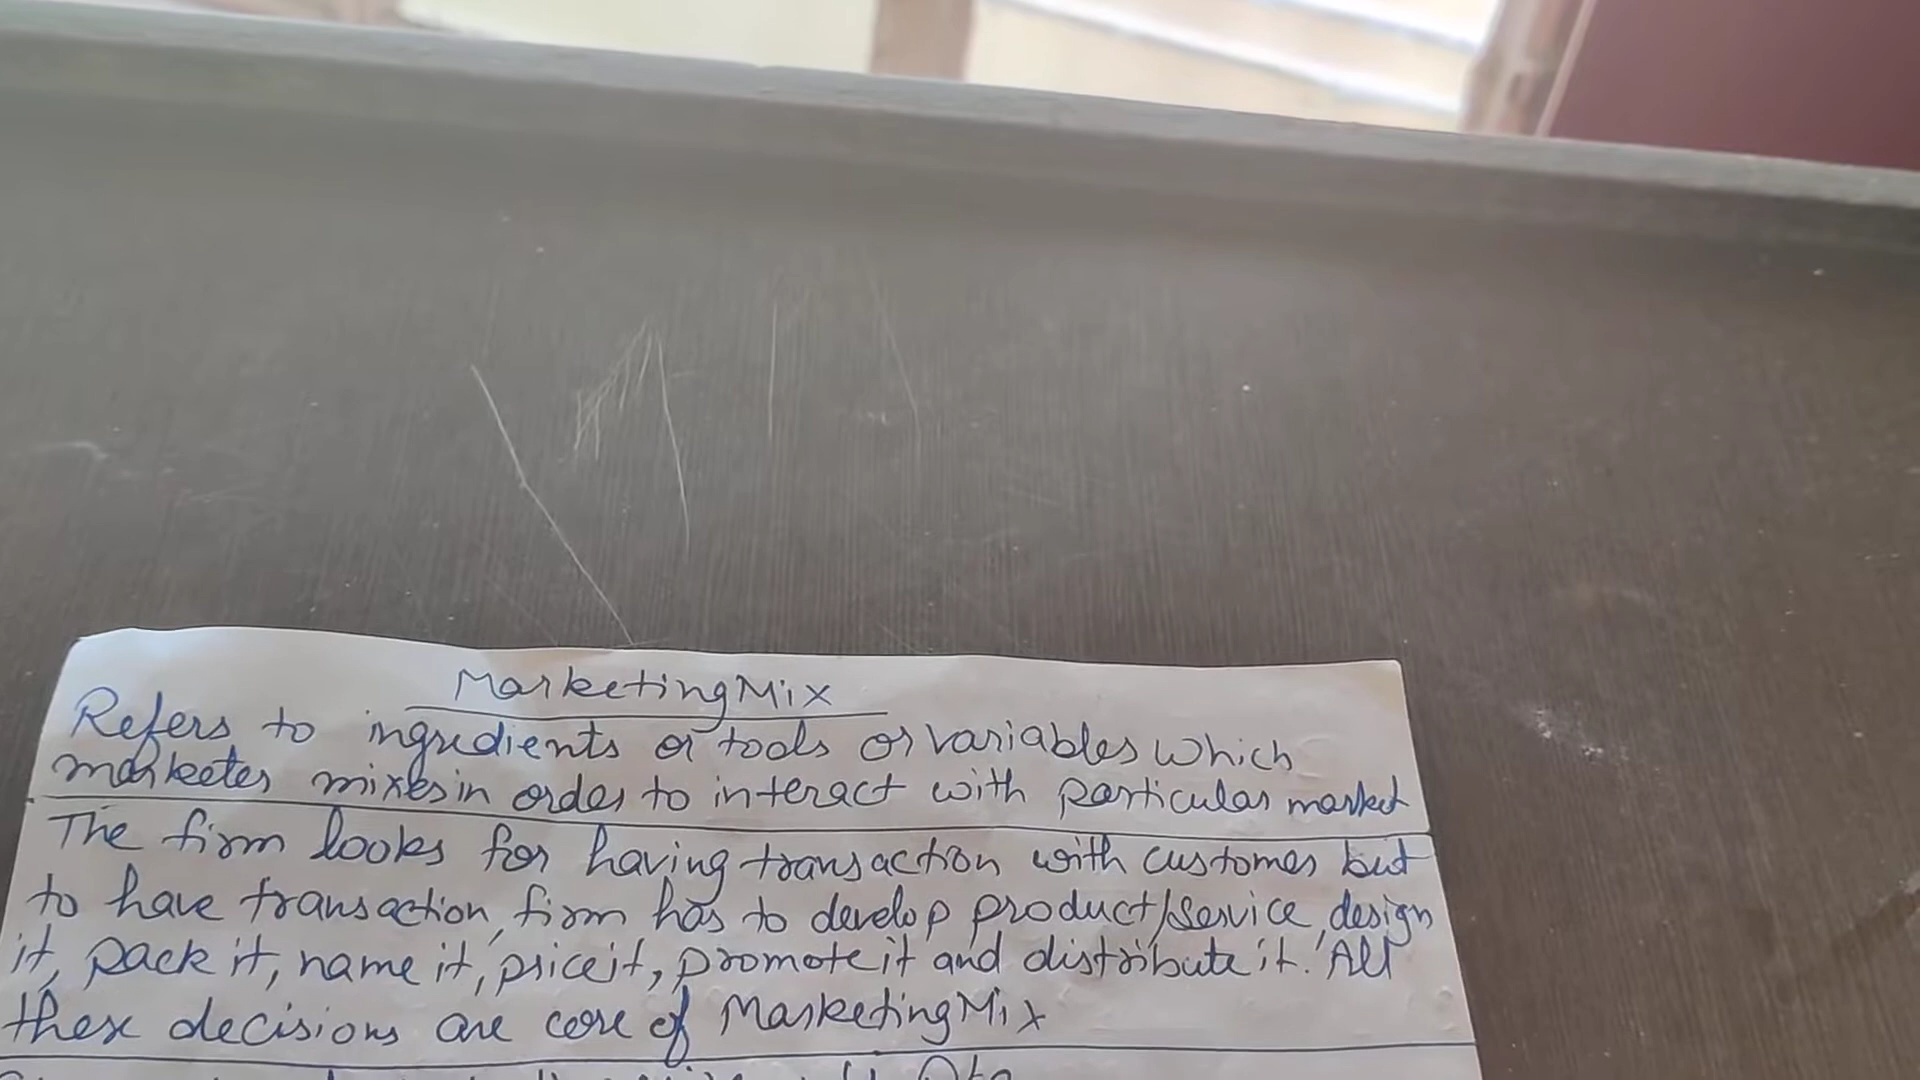 Marketing Mix
Refers to ingredients or tools or variables which
marketer mixes in order to interact with particular market
The firm looks for having transaction with customer but
to have transaction, firm has to develop product/service, design
it, pack it, name it, price it, promote it and distribute it. All
these decisions are core of Marketing Mix